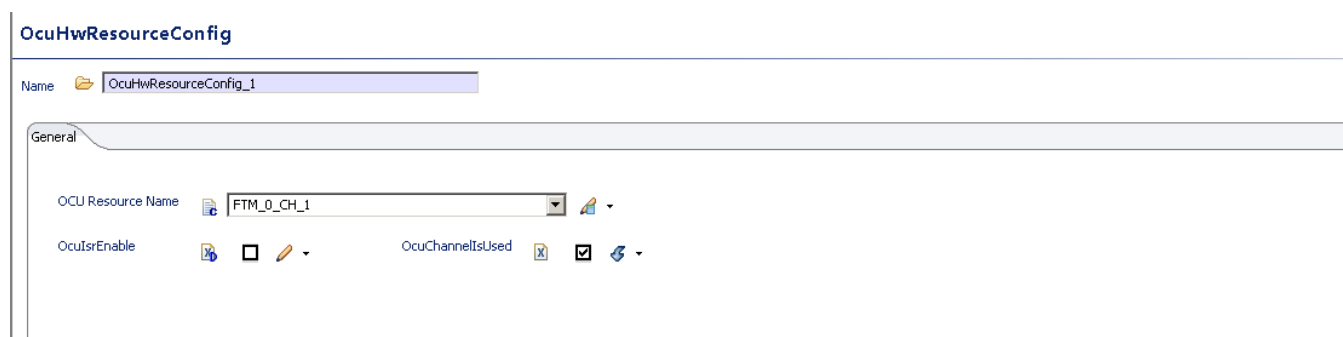 OcuHwResourceConfig
Name OcuHwResourceConfig_1
General
OCU Resource Name FTM_0_CH_1
OcuIsrEnable OcuChannelIsUsed